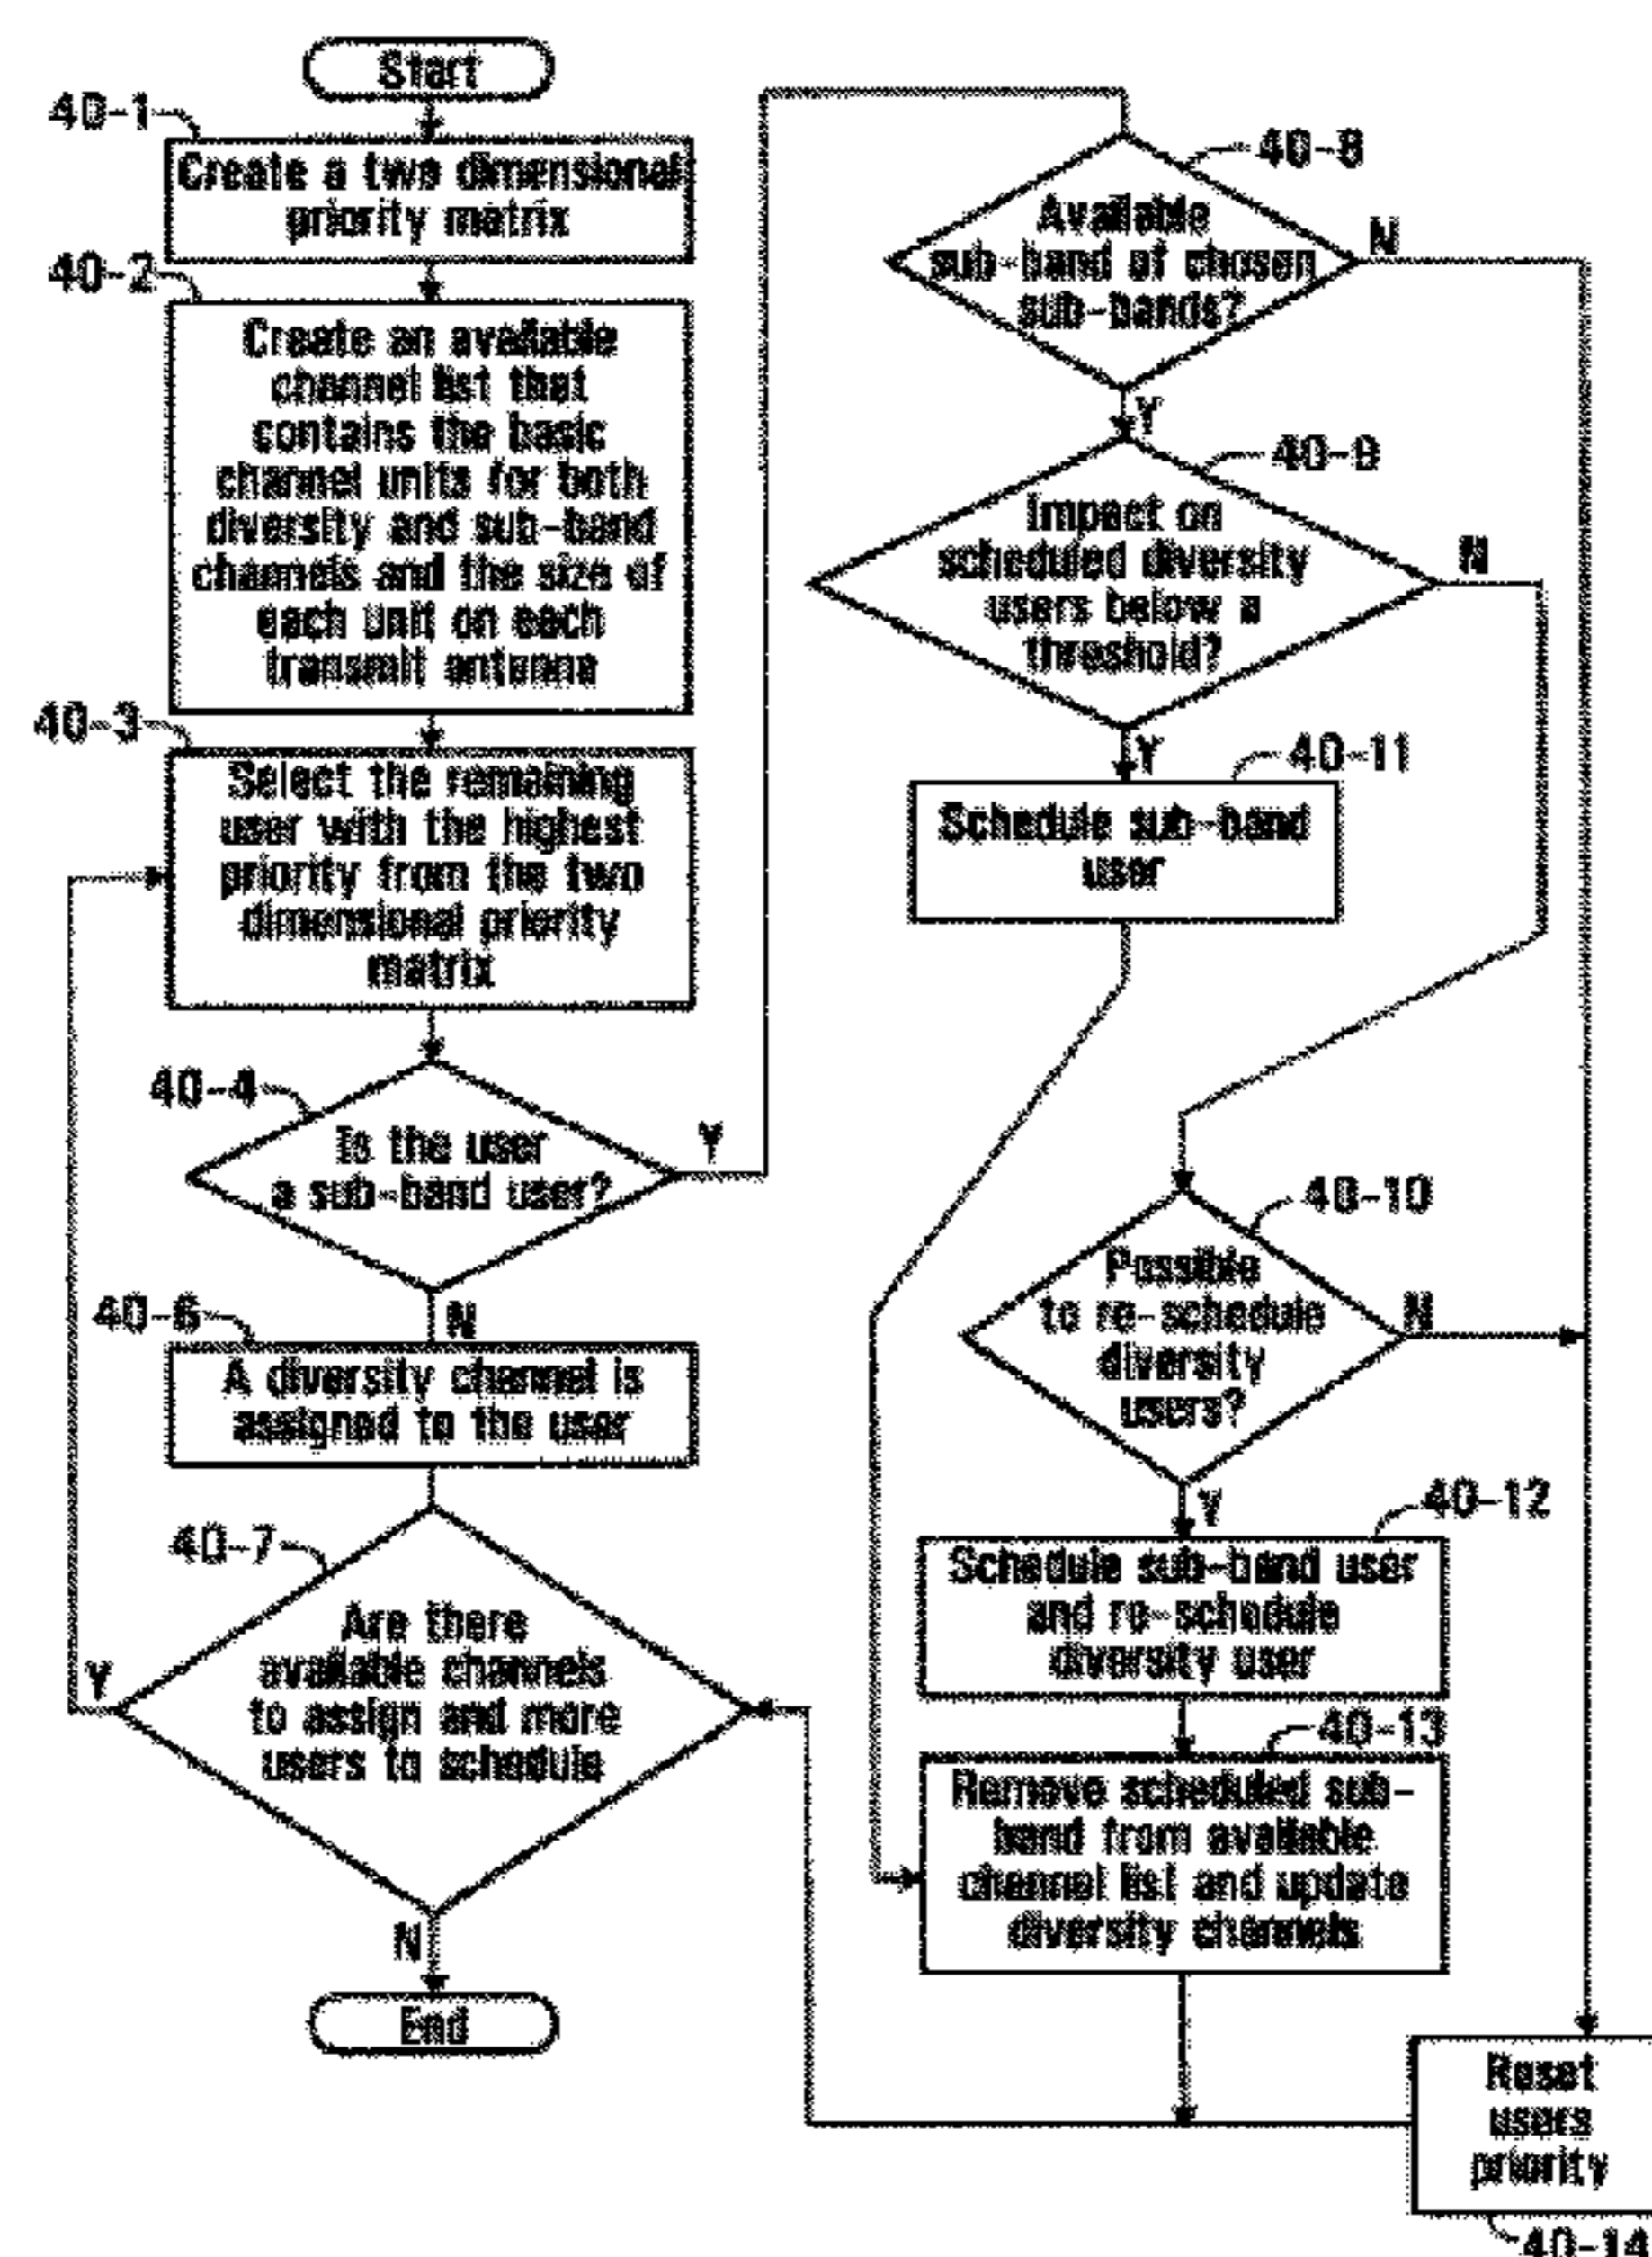 Start
40-1
Create a two dimensional
priority matrix
40-2
Create an available
channel list that
contains the basic
channel units for both
diversity and sub-band
channels and the size of
each unit on each
transmit antenna
40-3
Select the remaining
user with the highest
priority from the two
dimensional priority
matrix
40-4
Is the user
a sub-band user?
Y
N
40-6
A diversity channel is
assigned to the user
40-7
Are there
available channels
to assign and more
users to schedule
Y
N
End
40-8
Available
sub-band of chosen
sub-bands?
N
Y
40-9
Impact on
scheduled diversity
users below a
threshold?
N
Y
40-11
Schedule sub-band
user
40-10
Possible
to re-schedule
diversity
users?
N
Y
40-12
Schedule sub-band user
and re-schedule
diversity user
40-13
Remove scheduled sub-
band from available
channel list and update
diversity channels
Reset
users
priority
40-14